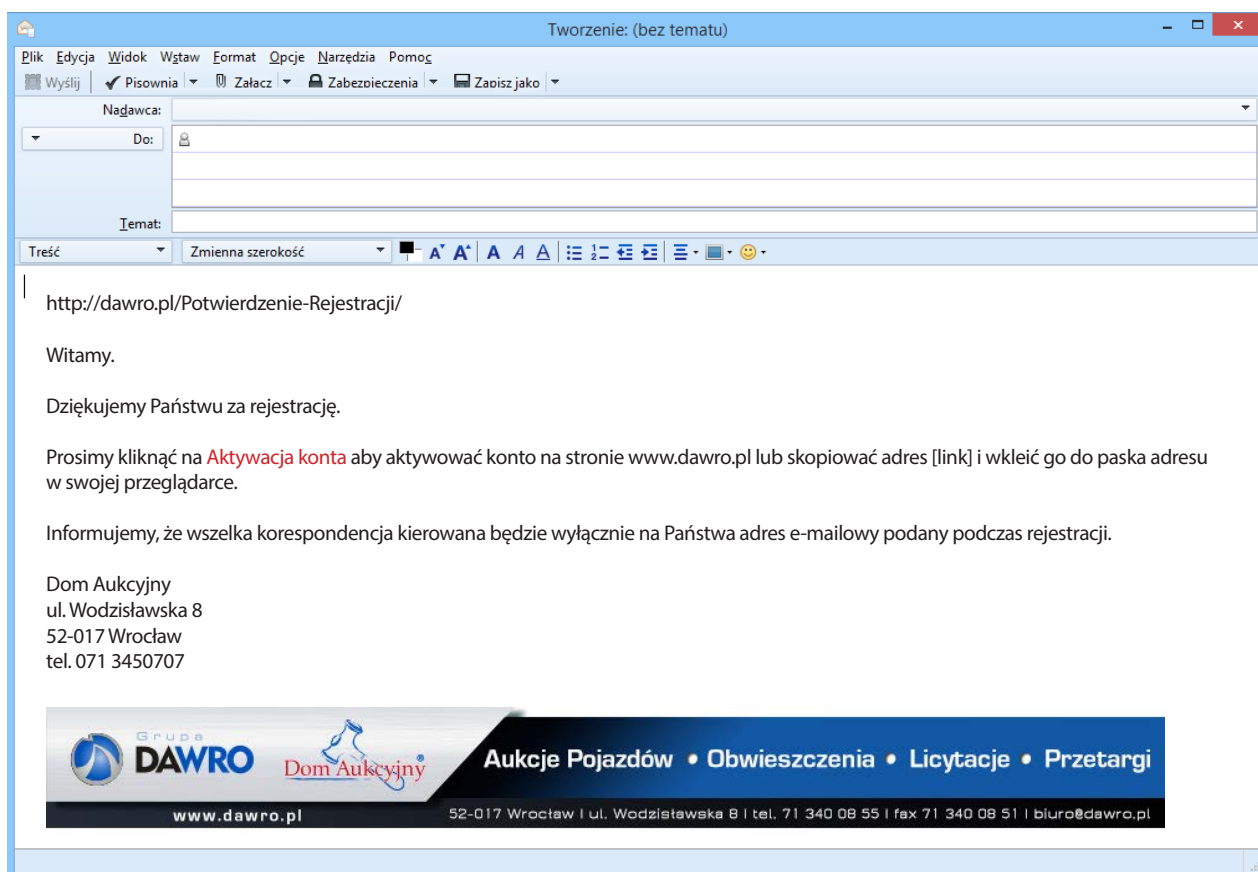 Tworzenie: (bez tematu)
Plik Edycja Widok Wstaw Format Opcje Narzędzia Pomoc
Wyślij Pisownia Załącz Zabezpieczenia Zapisz jako
Nadawca:
Do:
Temat:
Treść Zmienna szerokość
http://dawro.pl/Potwierdzenie-Rejestracji/
Witamy.
Dziękujemy Państwu za rejestrację.
Prosimy kliknąć na Aktywacja konta aby aktywować konto na stronie www.dawro.pl lub skopiować adres [link] i wkleić go do paska adresu
w swojej przeglądarce.
Informujemy, że wszelka korespondencja kierowana będzie wyłącznie na Państwa adres e-mailowy podany podczas rejestracji.
Dom Aukcyjny
ul. Wodzisławska 8
52-017 Wrocław
tel. 071 3450707
Grupa
DAWRO
Dom Aukcyjny
Aukcje Pojazdów • Obwieszczenia • Licytacje • Przetargi
www.dawro.pl
52-017 Wrocław | ul. Wodzisławska 8 | tel. 71 340 08 55 | fax 71 340 08 51 | biuro@dawro.pl